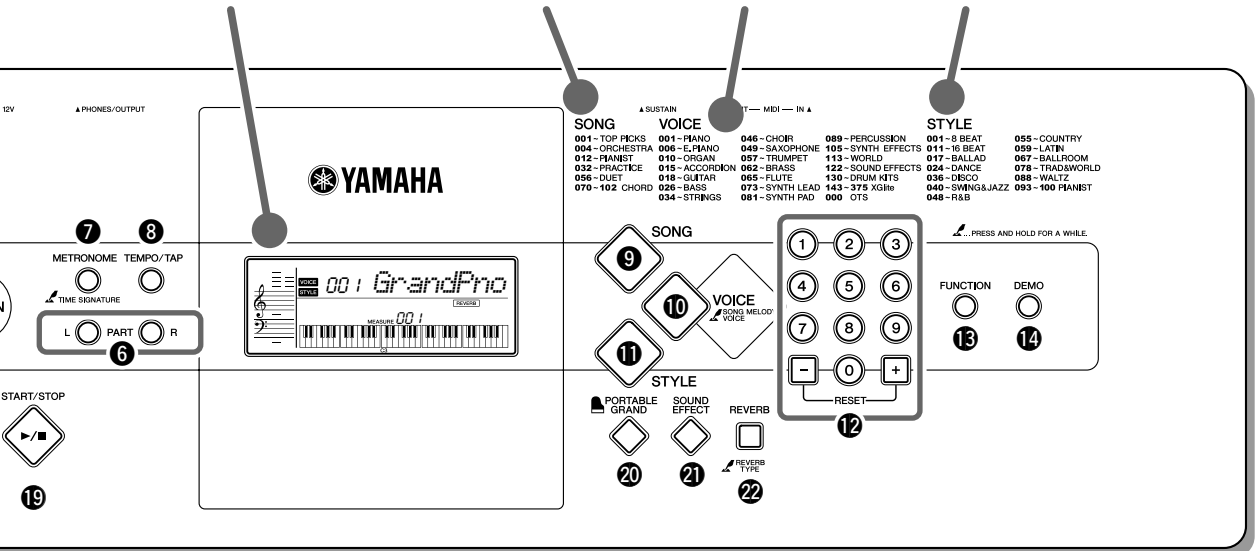 12V
▲PHONES/OUTPUT
▲SUSTAIN
T — MIDI — IN ▲
SONG
001~TOP PICKS
004~ORCHESTRA
012~PIANIST
032~PRACTICE
056~DUET
070~102 CHORD
VOICE
001~PIANO
006~E.PIANO
010~ORGAN
015~ACCORDION
018~GUITAR
026~BASS
034~STRINGS
046~CHOIR
049~SAXOPHONE
057~TRUMPET
062~BRASS
065~FLUTE
073~SYNTH LEAD
081~SYNTH PAD
089~PERCUSSION
105~SYNTH EFFECTS
113~WORLD
122~SOUND EFFECTS
130~DRUM KITS
143~375 XGlite
000 OTS
STYLE
001~8 BEAT
011~16 BEAT
017~BALLAD
024~DANCE
036~DISCO
040~SWING&JAZZ
048~R&B
055~COUNTRY
059~LATIN
067~BALLROOM
078~TRAD&WORLD
088~WALTZ
093~100 PIANIST
YAMAHA
...PRESS AND HOLD FOR A WHILE.
7 8
METRONOME TEMPO/TAP
TIME SIGNATURE
N
L PART R
6
VOICE
STYLE
001 GrandPno
REVERB
MEASURE 001
C3
SONG
9
10
11
VOICE
SONG MELODY
VOICE
STYLE
1 2 3
4 5 6
7 8 9
- 0 +
RESET
12
FUNCTION DEMO
13 14
START/STOP
►/■
19
PORTABLE
GRAND
20
SOUND
EFFECT
21
REVERB
REVERB
TYPE
22